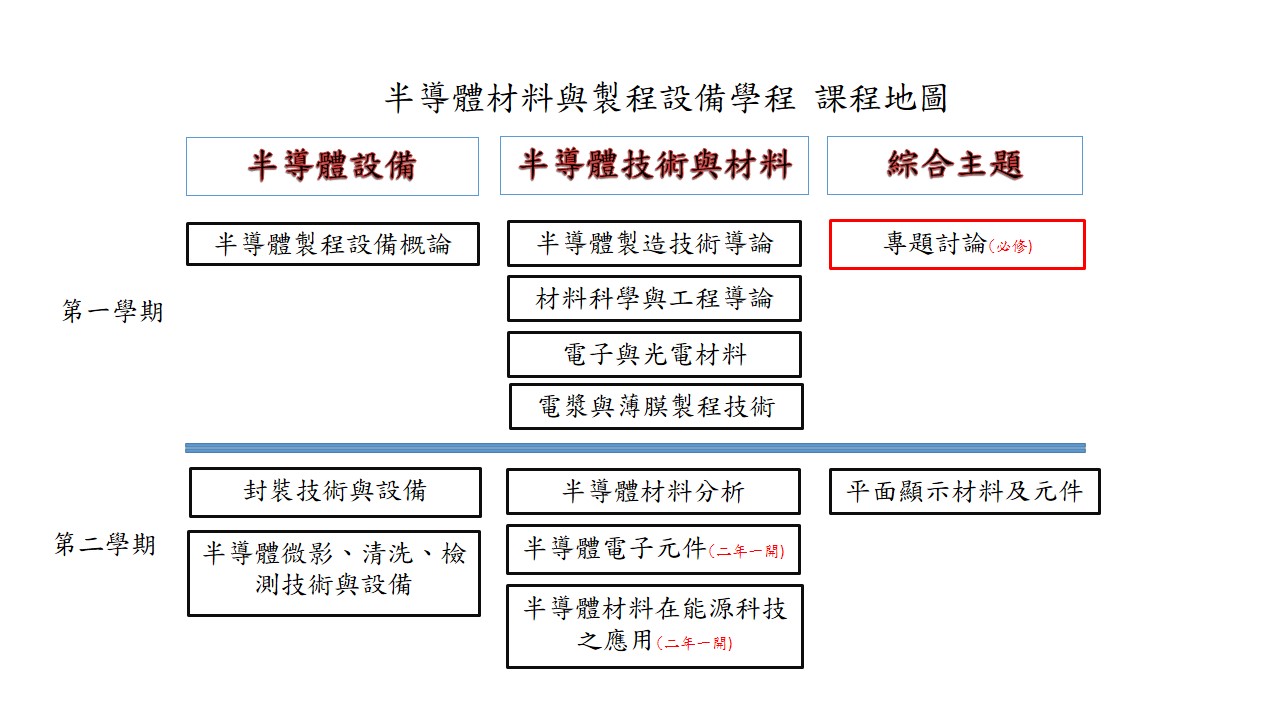 半導體材料與製程設備學程 課程地圖
半導體設備
半導體技術與材料
綜合主題
第一學期
半導體製程設備概論
半導體製造技術導論
材料科學與工程導論
電子與光電材料
電漿與薄膜製程技術
專題討論(必修)
第二學期
封裝技術與設備
半導體微影、清洗、檢
測技術與設備
半導體材料分析
半導體電子元件(二年一開)
半導體材料在能源科技
之應用(二年一開)
平面顯示材料及元件